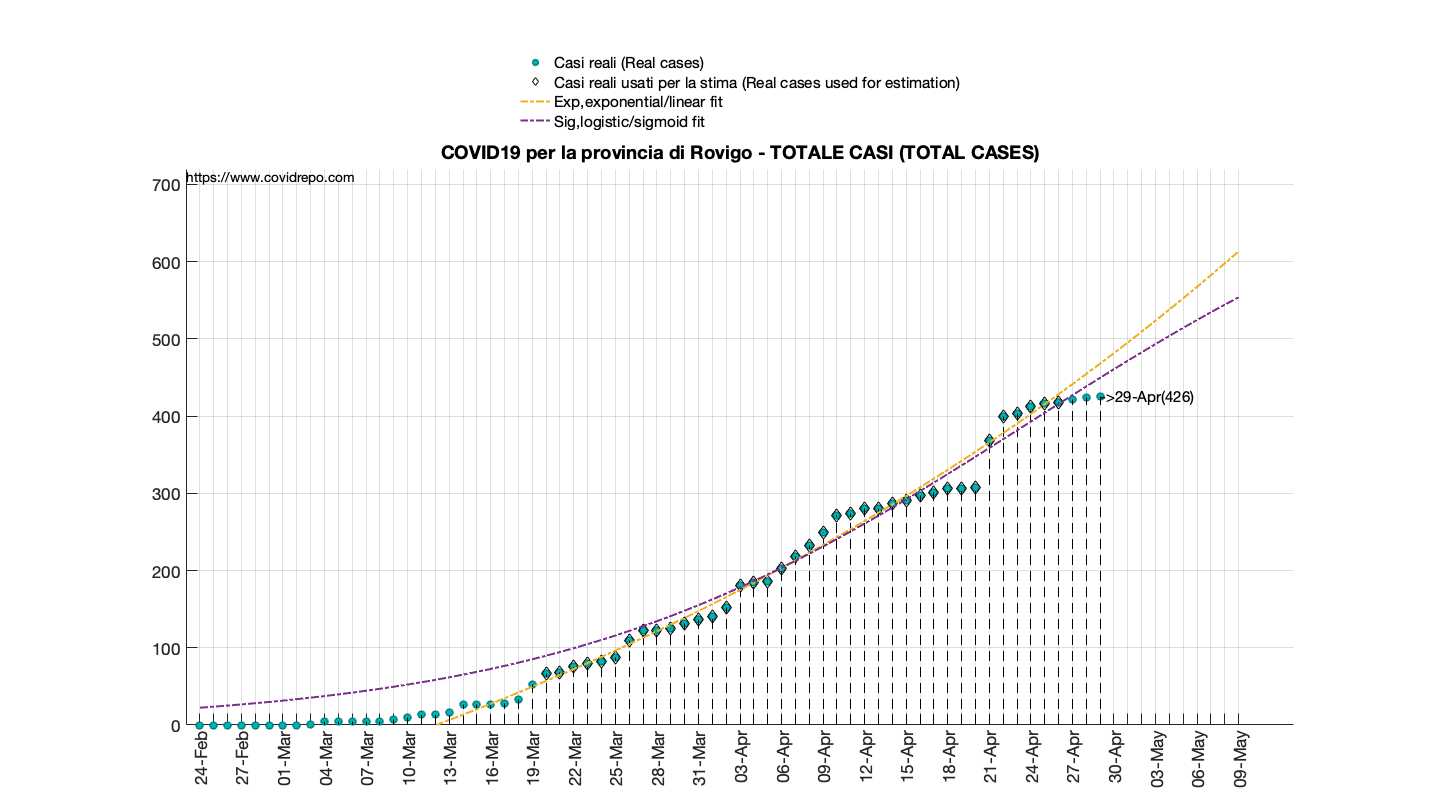 Casi reali (Real cases)
Casi reali usati per la stima (Real cases used for estimation)
Exp,exponential/linear fit
Sig,logistic/sigmoid fit
COVID19 per la provincia di Rovigo - TOTALE CASI (TOTAL CASES)
https://www.covidrepo.com
700
600
500
400
300
200
100
0
>29-Apr(426)
24-Feb
27-Feb
01-Mar
04-Mar
07-Mar
10-Mar
13-Mar
16-Mar
19-Mar
22-Mar
25-Mar
28-Mar
31-Mar
03-Apr
06-Apr
09-Apr
12-Apr
15-Apr
18-Apr
21-Apr
24-Apr
27-Apr
30-Apr
03-May
06-May
09-May